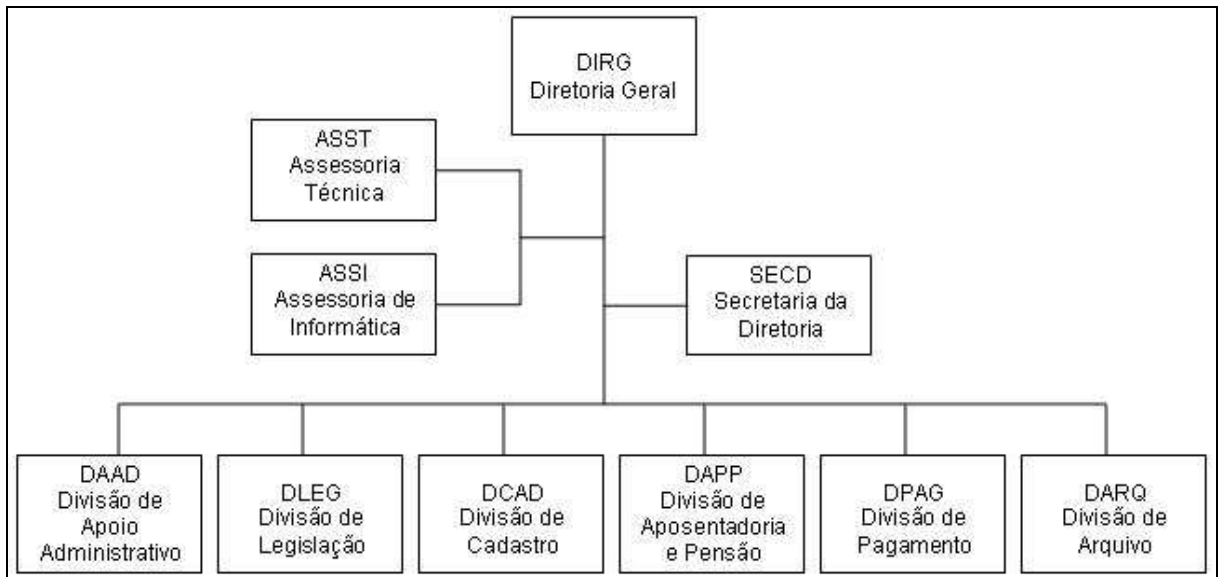 DIRG
Diretoria Geral
ASST
Assessoria
Técnica
ASSI
Assessoria de
Informática
SECD
Secretaria da
Diretoria
DAAD
Divisão de
Apoio
Administrativo
DLEG
Divisão de
Legislação
DCAD
Divisão de
Cadastro
DAPP
Divisão de
Aposentadoria
e Pensão
DPAG
Divisão de
Pagamento
DARQ
Divisão de
Arquivo